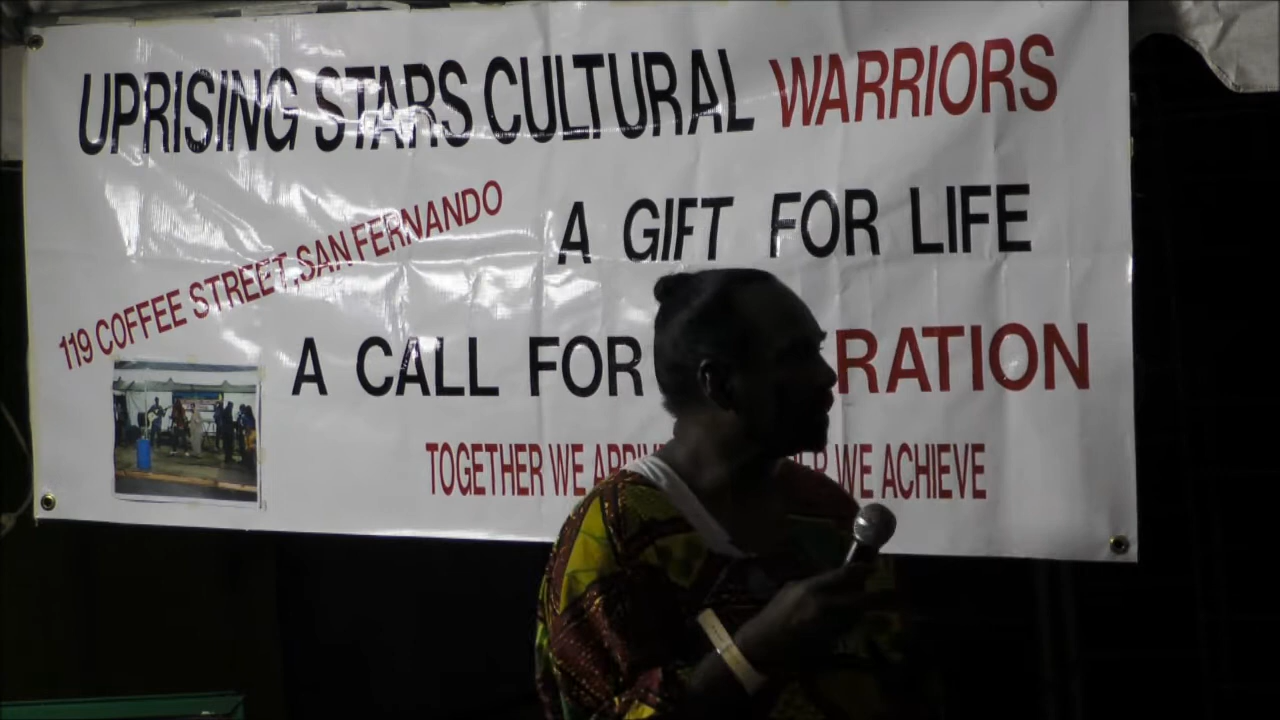 UPRISING STARS CULTURAL WARRIORS
119 COFFEE STREET, SAN FERNANDO
A GIFT FOR LIFE
A CALL FOR RATION
TOGETHER WE WE ACHIEVE